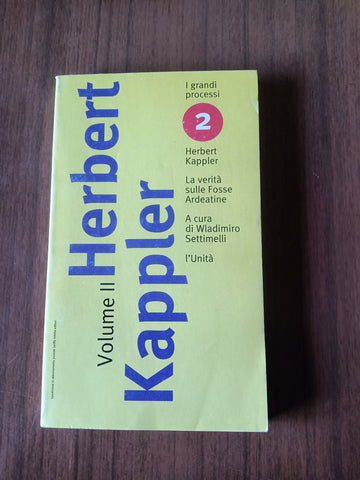 I grandi
processi
2
Herbert
Kappler
La verità
sulle Fosse
Ardeatine
A cura
di Wladimiro
Settimelli
l'Unità
Volume II
Herbert
Kappler